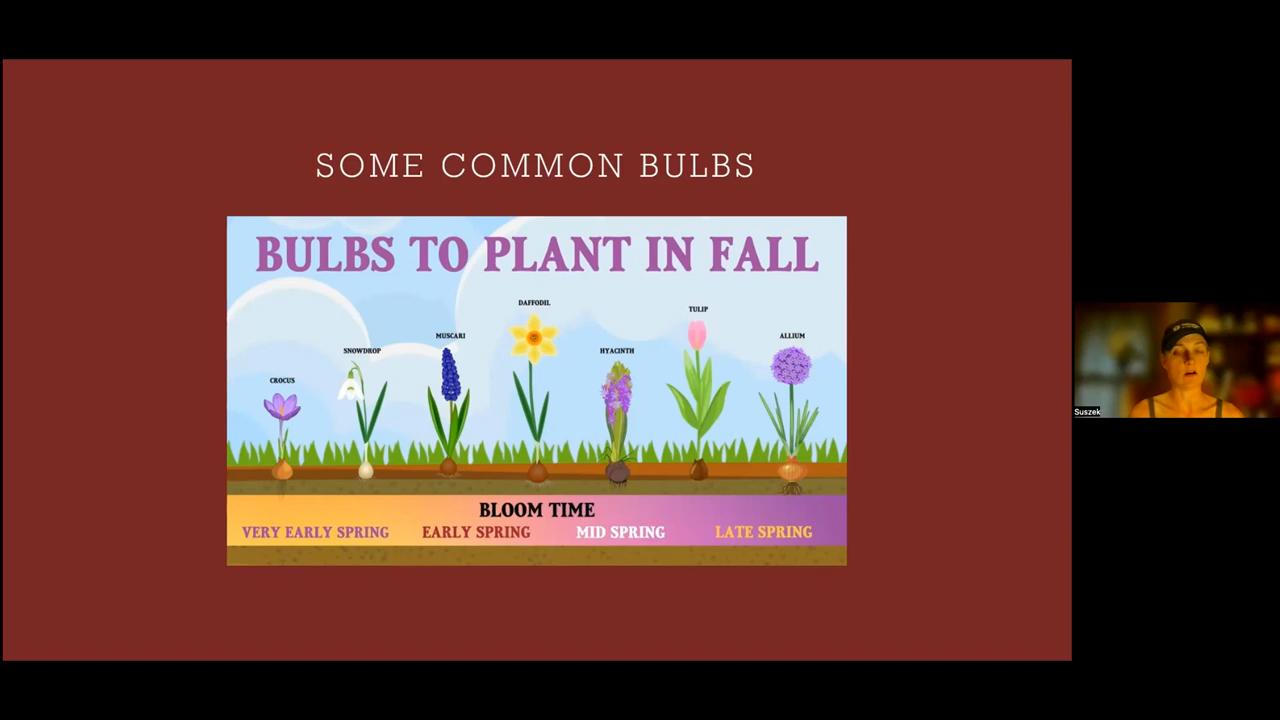 SOME COMMON BULBS
BULBS TO PLANT IN FALL
CROCUS
SNOWDROP
MUSCARI
DAFFODIL
HYACINTH
TULIP
ALLIUM
BLOOM TIME
VERY EARLY SPRING EARLY SPRING MID SPRING LATE SPRING
Suszek